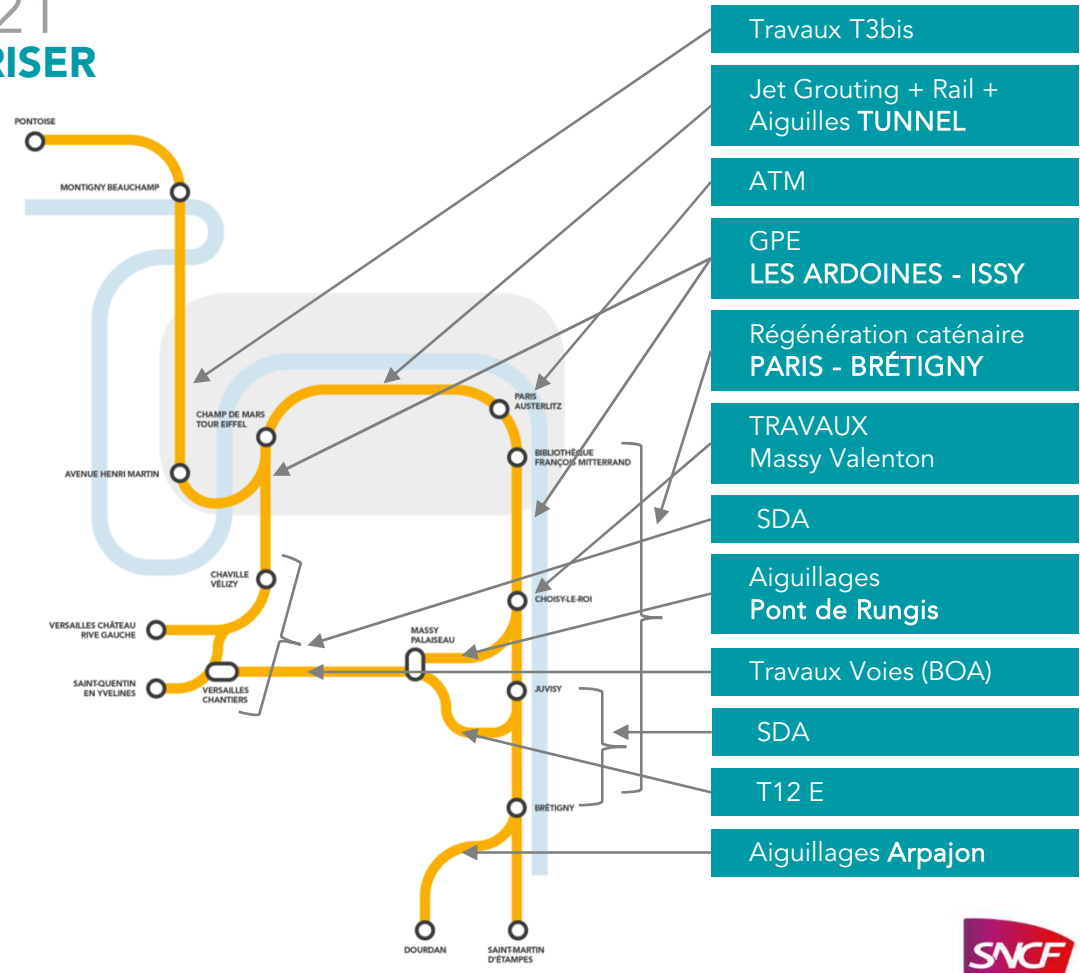 21
RISER
PONTOISE
MONTIGNY BEAUCHAMP
CHAMP DE MARS
TOUR EIFFEL
AVENUE HENRI MARTIN
PARIS
AUSTERLITZ
BIBLIOTHÈQUE
FRANÇOIS MITTERRAND
CHAVILLE
VÉLIZY
CHOISY-LE-ROI
VERSAILLES CHÂTEAU
RIVE GAUCHE
MASSY
PALAISEAU
SAINT-QUENTIN
EN YVELINES
VERSAILLES
CHANTIERS
JUVISY
BRÉTIGNY
DOURDAN
SAINT-MARTIN
D'ÉTAMPES
Travaux T3bis
Jet Grouting + Rail +
Aiguilles TUNNEL
ATM
GPE
LES ARDOINES - ISSY
Régénération caténaire
PARIS - BRÉTIGNY
TRAVAUX
Massy Valenton
SDA
Aiguillages
Pont de Rungis
Travaux Voies (BOA)
SDA
T12 E
Aiguillages Arpajon
SNCF